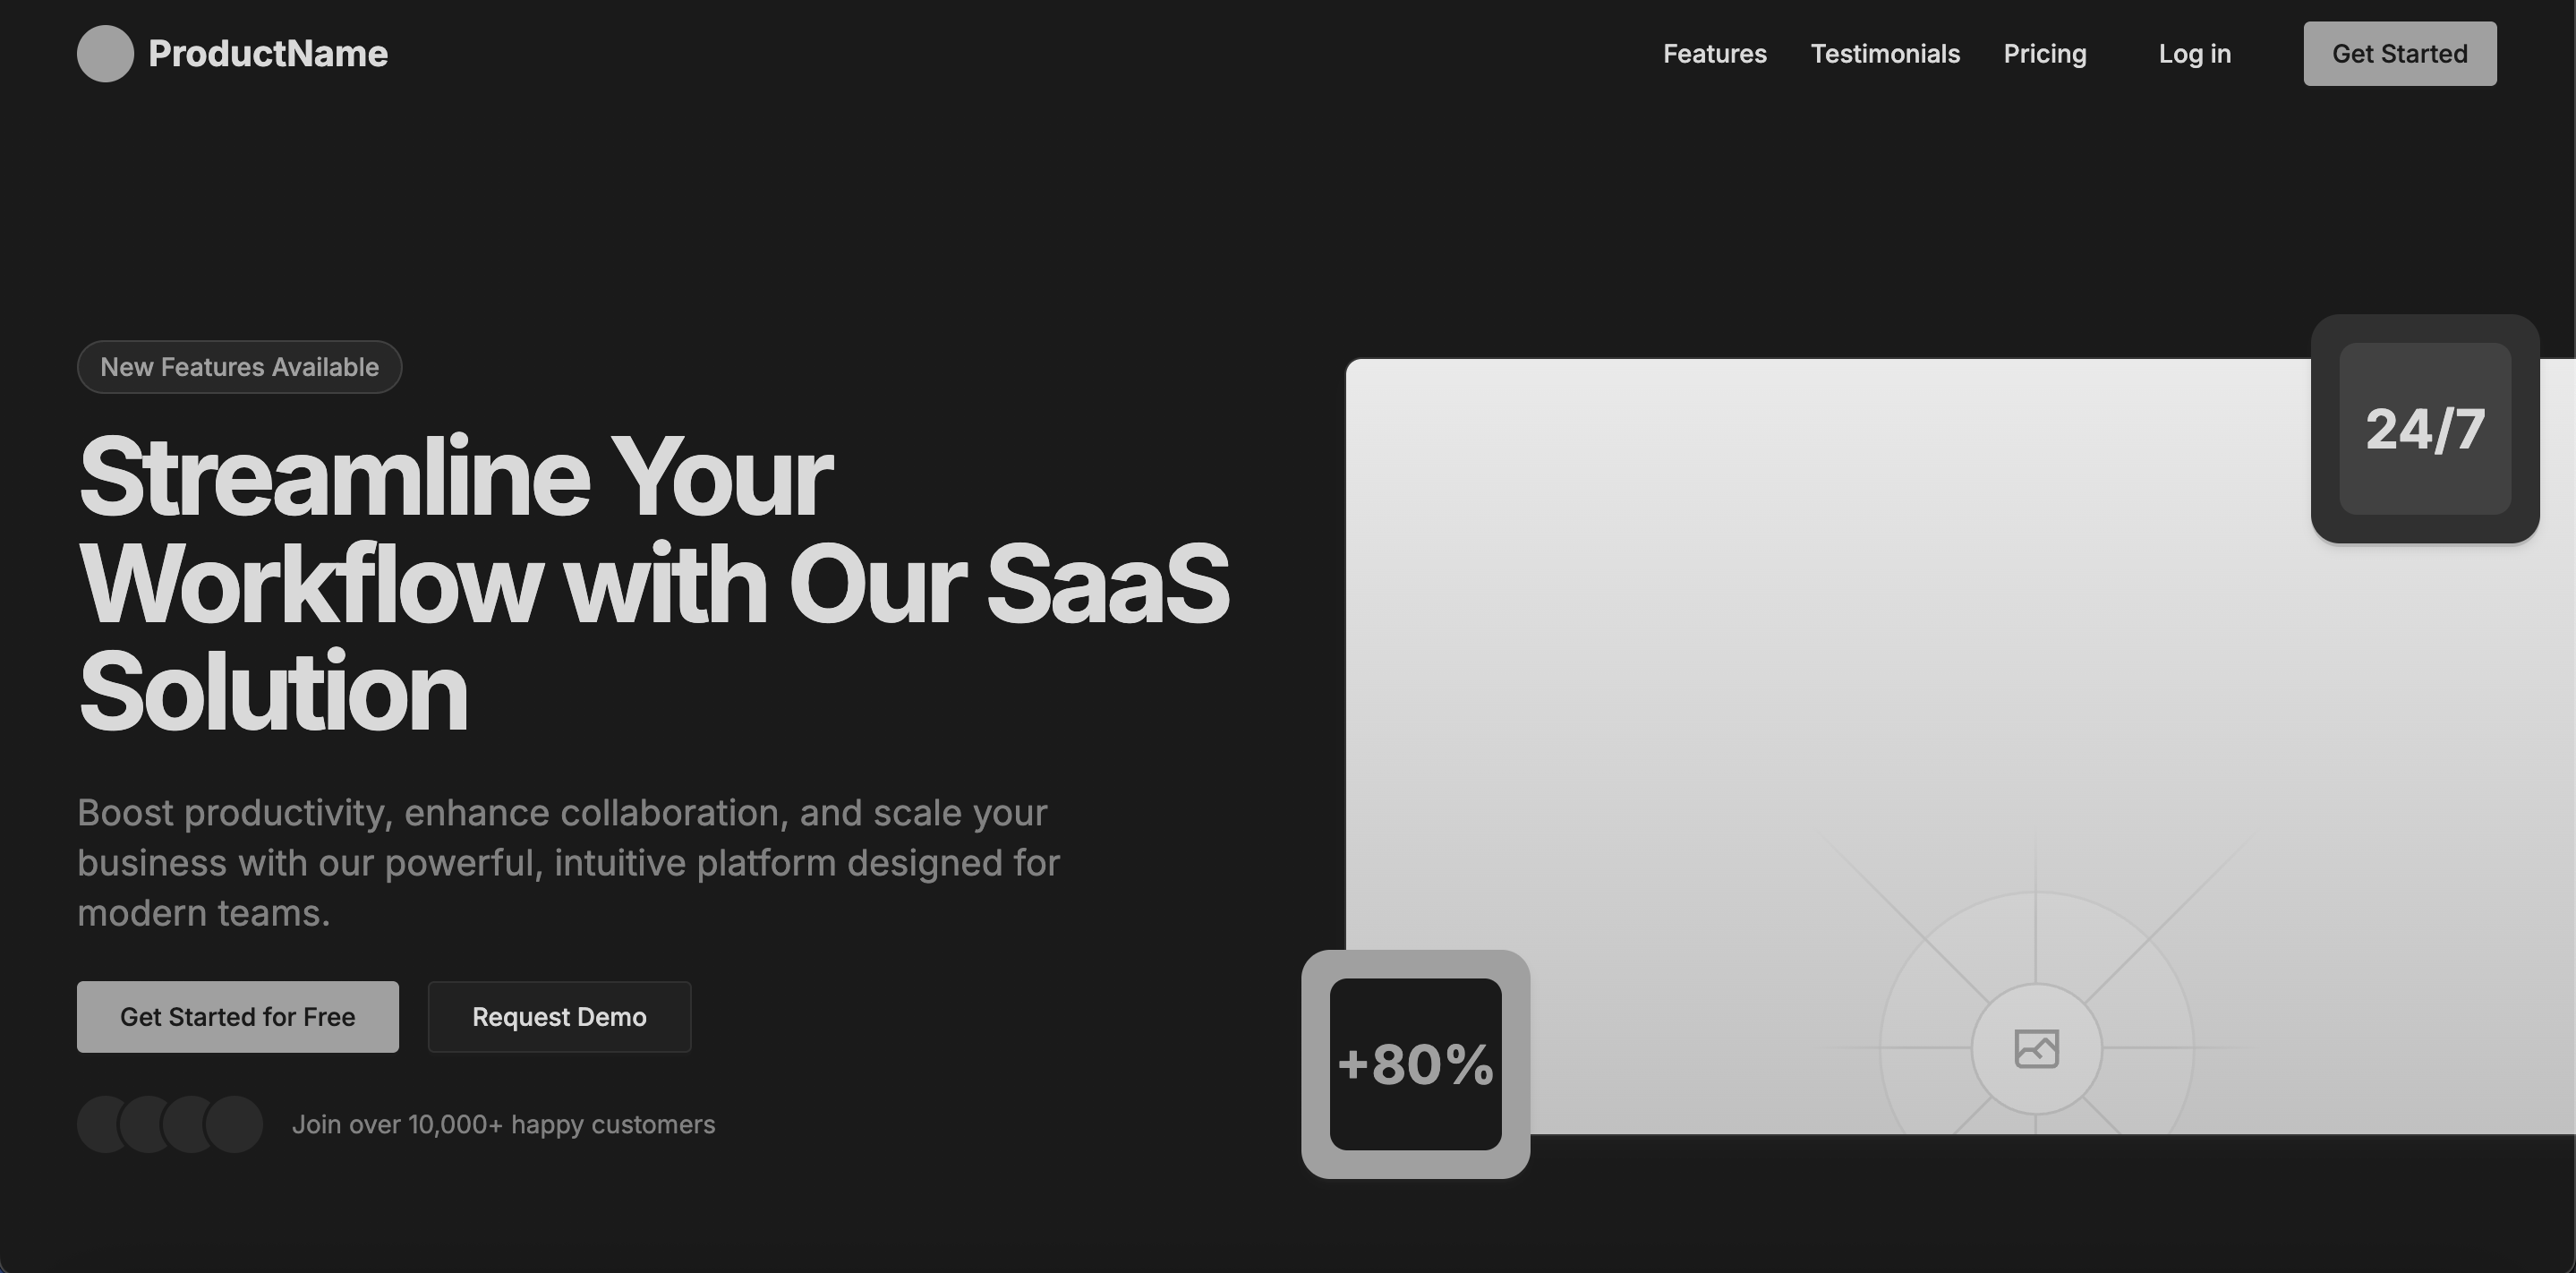 ProductName
Features
Testimonials
Pricing
Log in
Get Started
New Features Available
Streamline Your
Workflow with Our SaaS
Solution
Boost productivity, enhance collaboration, and scale your
business with our powerful, intuitive platform designed for
modern teams.
Get Started for Free
Request Demo
Join over 10,000+ happy customers
24/7
+80%